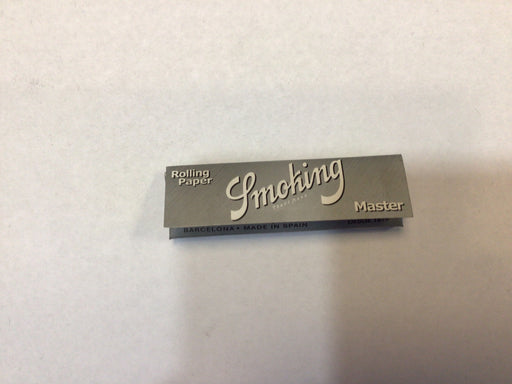 Rolling
Paper
Smoking
Master
BARCELONA • MADE IN SPAIN